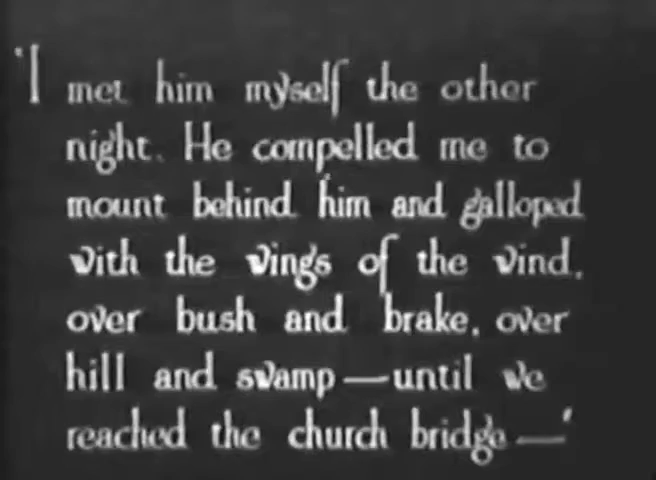 'I met him myself the other
night. He compelled me to
mount behind him and galloped
with the wings of the wind,
over bush and brake, over
hill and swamp—until we
reached the church bridge—'